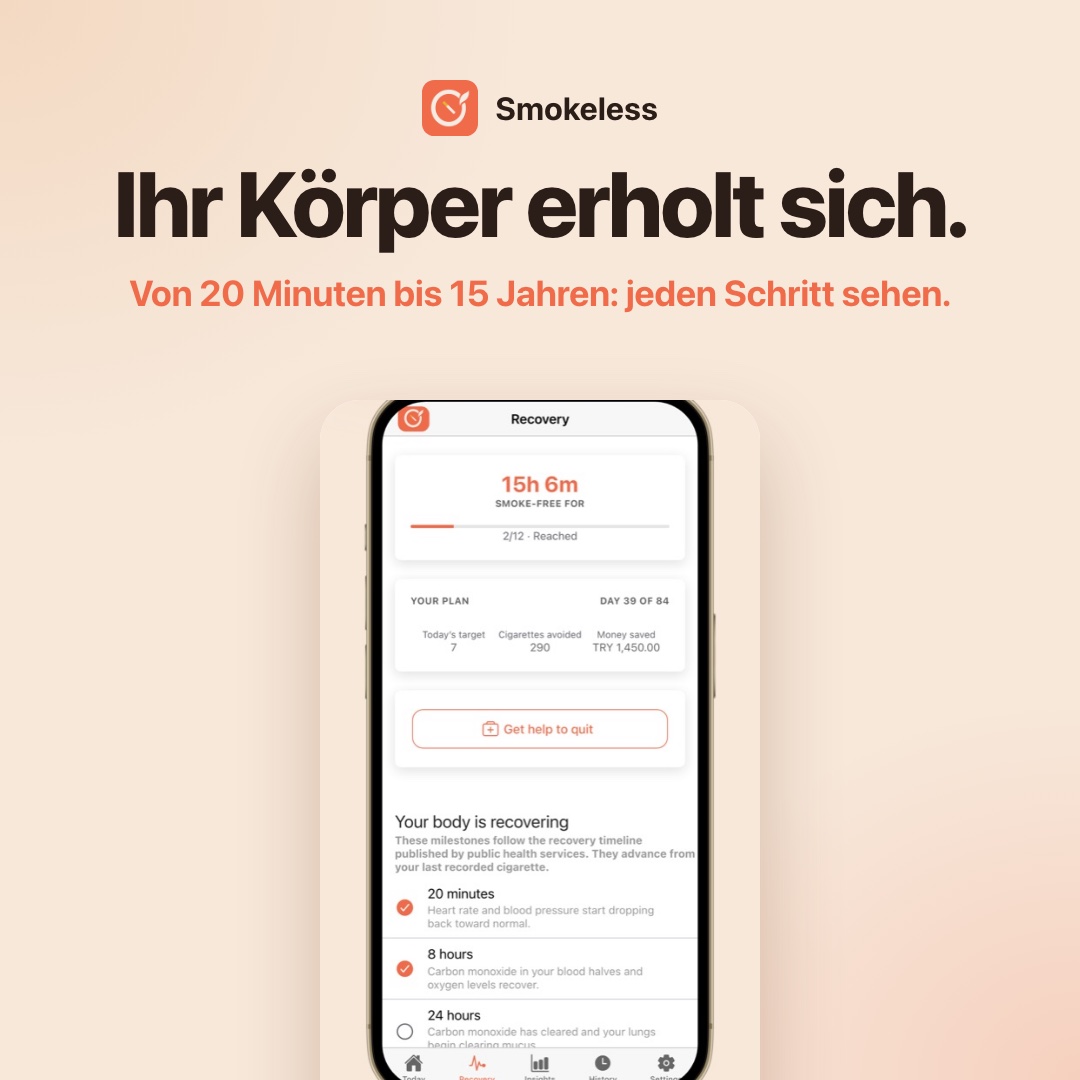 Smokeless
Ihr Körper erholt sich.
Von 20 Minuten bis 15 Jahren: jeden Schritt sehen.
Recovery
15h 6m
SMOKE-FREE FOR
2/12 · Reached
YOUR PLAN DAY 39 OF 84
Today's target Cigarettes avoided Money saved
7 290 TRY 1,450.00
Get help to quit
Your body is recovering
These milestones follow the recovery timeline
published by public health services. They advance from
your last recorded cigarette.
20 minutes
Heart rate and blood pressure start dropping
back toward normal.
8 hours
Carbon monoxide in your blood halves and
oxygen levels recover.
24 hours
Carbon monoxide has cleared and your lungs
begin clearing mucus.
Today Recovery Insights History Settings